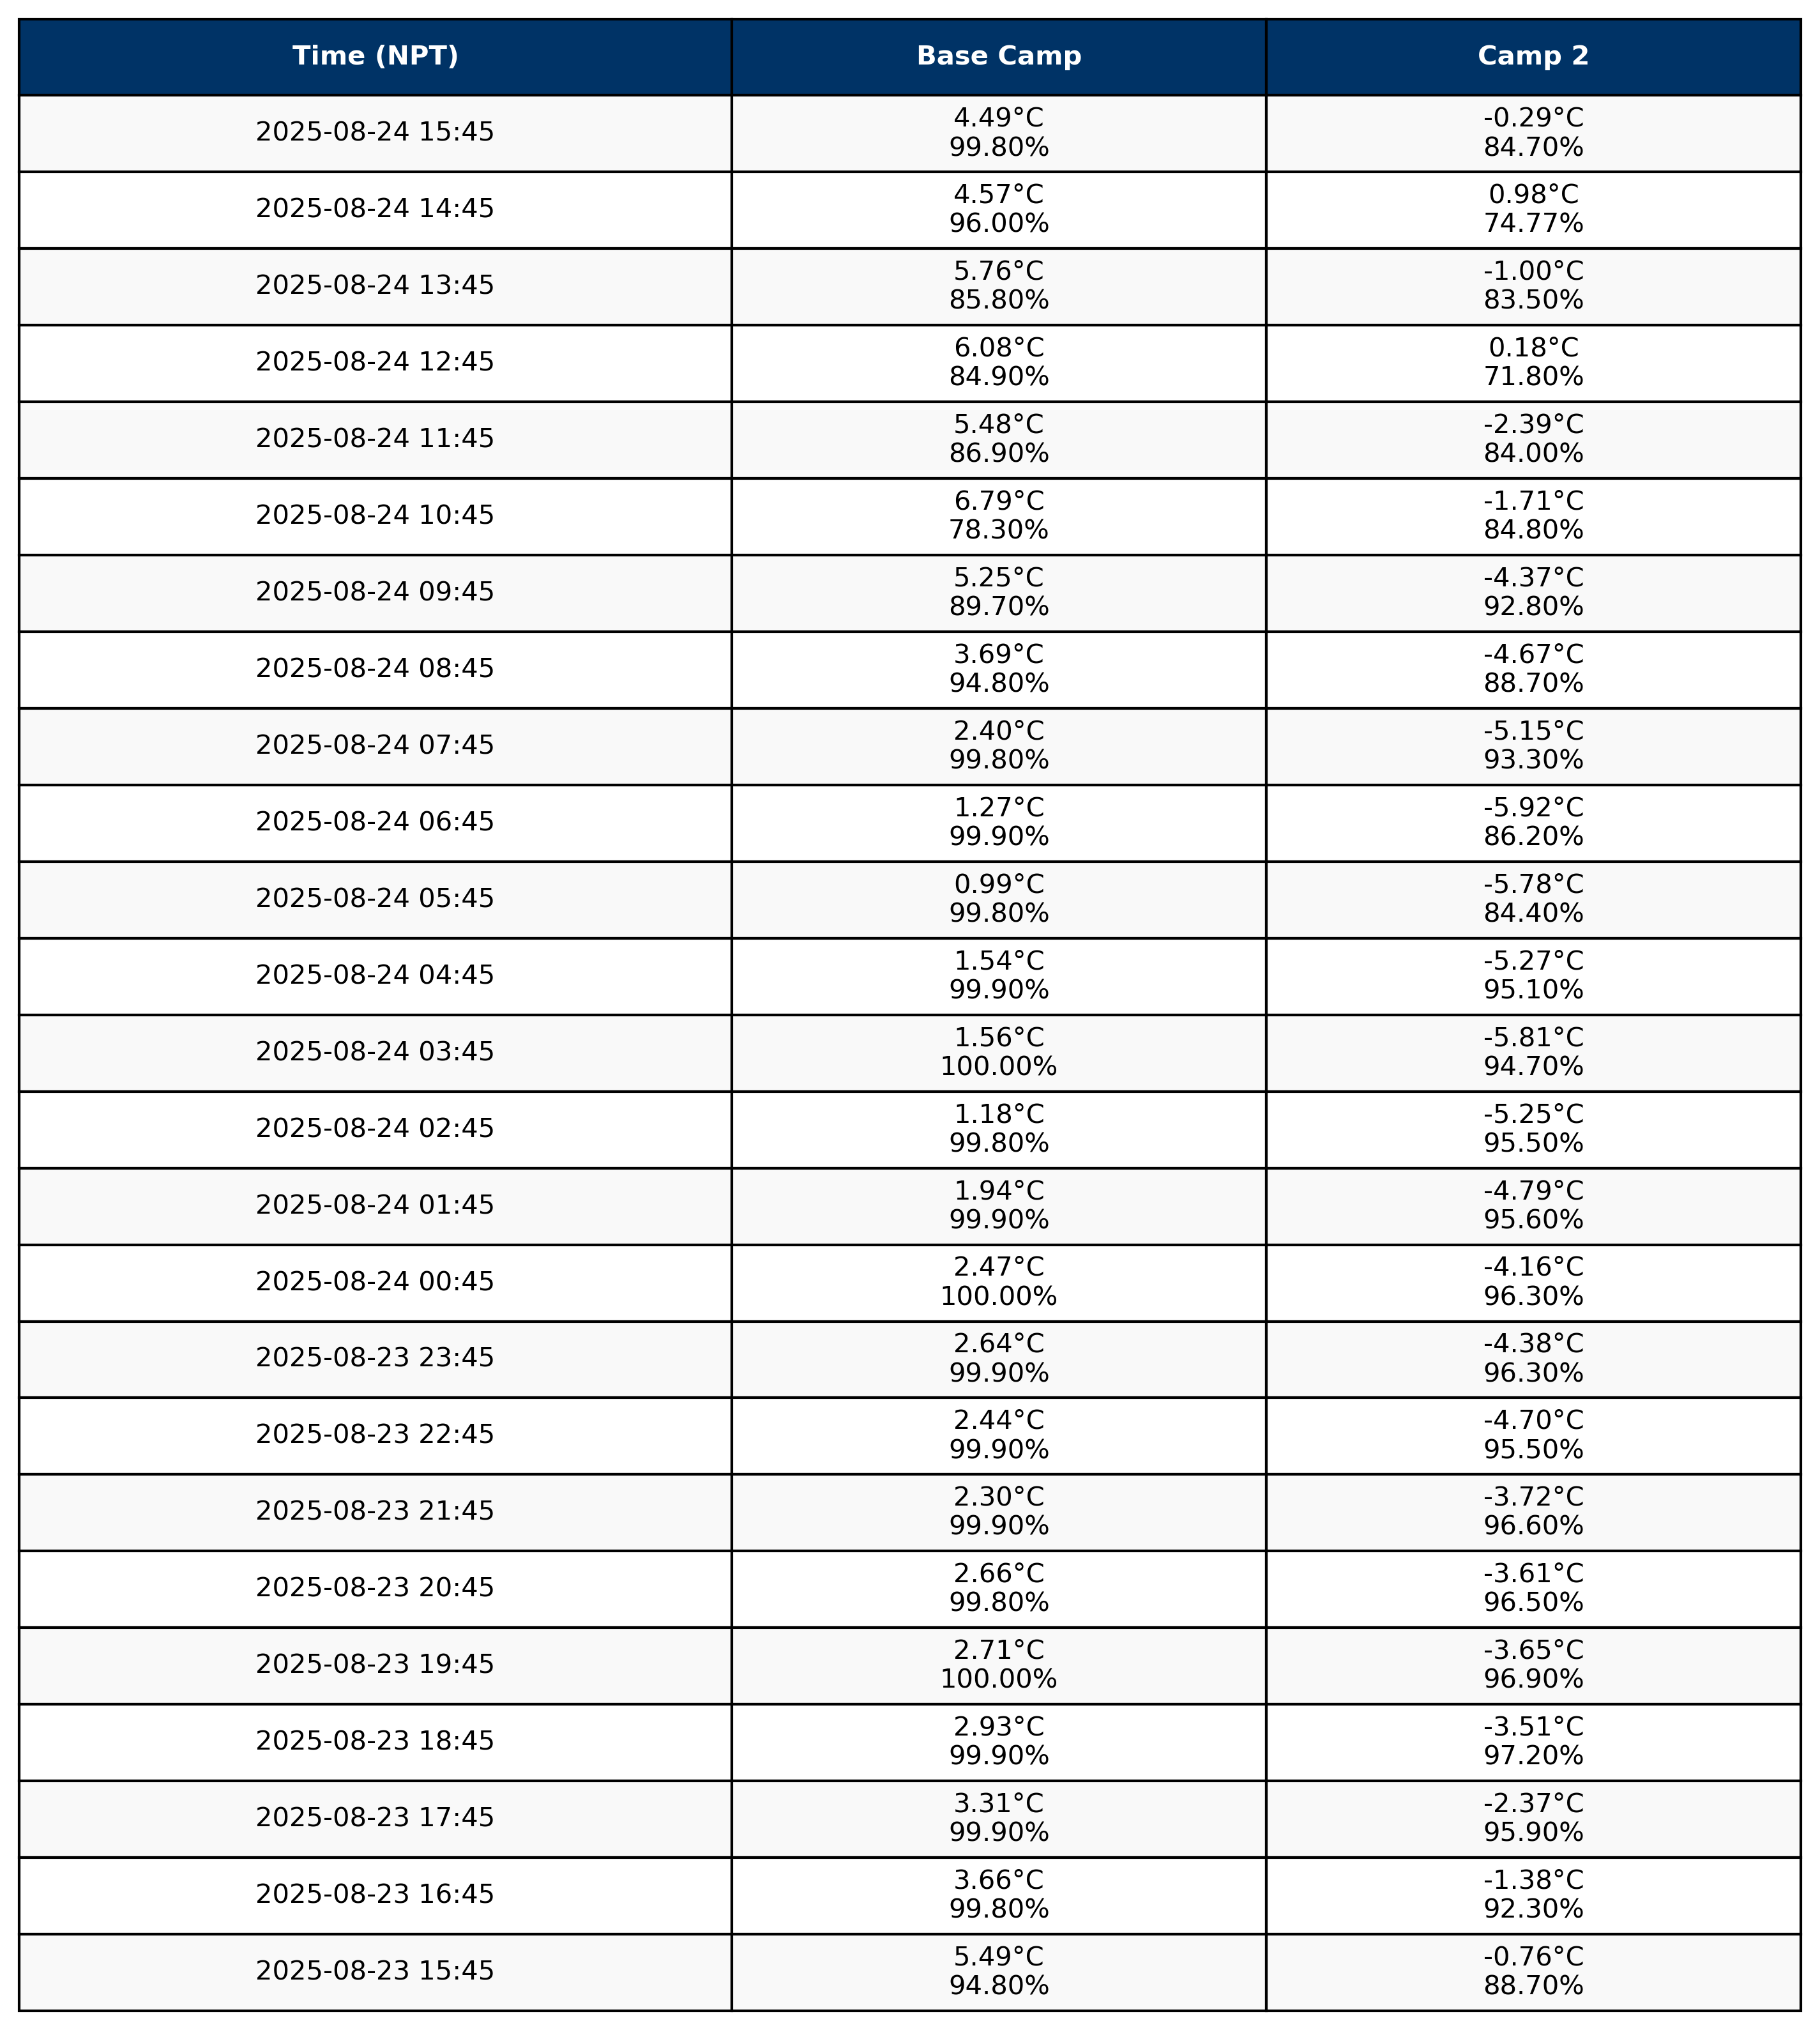 Time (NPT) Base Camp Camp 2
2025-08-24 15:45 4.49°C -0.29°C
99.80% 84.70%
2025-08-24 14:45 4.57°C 0.98°C
96.00% 74.77%
2025-08-24 13:45 5.76°C -1.00°C
85.80% 83.50%
2025-08-24 12:45 6.08°C 0.18°C
84.90% 71.80%
2025-08-24 11:45 5.48°C -2.39°C
86.90% 84.00%
2025-08-24 10:45 6.79°C -1.71°C
78.30% 84.80%
2025-08-24 09:45 5.25°C -4.37°C
89.70% 92.80%
2025-08-24 08:45 3.69°C -4.67°C
94.80% 88.70%
2025-08-24 07:45 2.40°C -5.15°C
99.80% 93.30%
2025-08-24 06:45 1.27°C -5.92°C
99.90% 86.20%
2025-08-24 05:45 0.99°C -5.78°C
99.80% 84.40%
2025-08-24 04:45 1.54°C -5.27°C
99.90% 95.10%
2025-08-24 03:45 1.56°C -5.81°C
100.00% 94.70%
2025-08-24 02:45 1.18°C -5.25°C
99.80% 95.50%
2025-08-24 01:45 1.94°C -4.79°C
99.90% 95.60%
2025-08-24 00:45 2.47°C -4.16°C
100.00% 96.30%
2025-08-23 23:45 2.64°C -4.38°C
99.90% 96.30%
2025-08-23 22:45 2.44°C -4.70°C
99.90% 95.50%
2025-08-23 21:45 2.30°C -3.72°C
99.90% 96.60%
2025-08-23 20:45 2.66°C -3.61°C
99.80% 96.50%
2025-08-23 19:45 2.71°C -3.65°C
100.00% 96.90%
2025-08-23 18:45 2.93°C -3.51°C
99.90% 97.20%
2025-08-23 17:45 3.31°C -2.37°C
99.90% 95.90%
2025-08-23 16:45 3.66°C -1.38°C
99.80% 92.30%
2025-08-23 15:45 5.49°C -0.76°C
94.80% 88.70%